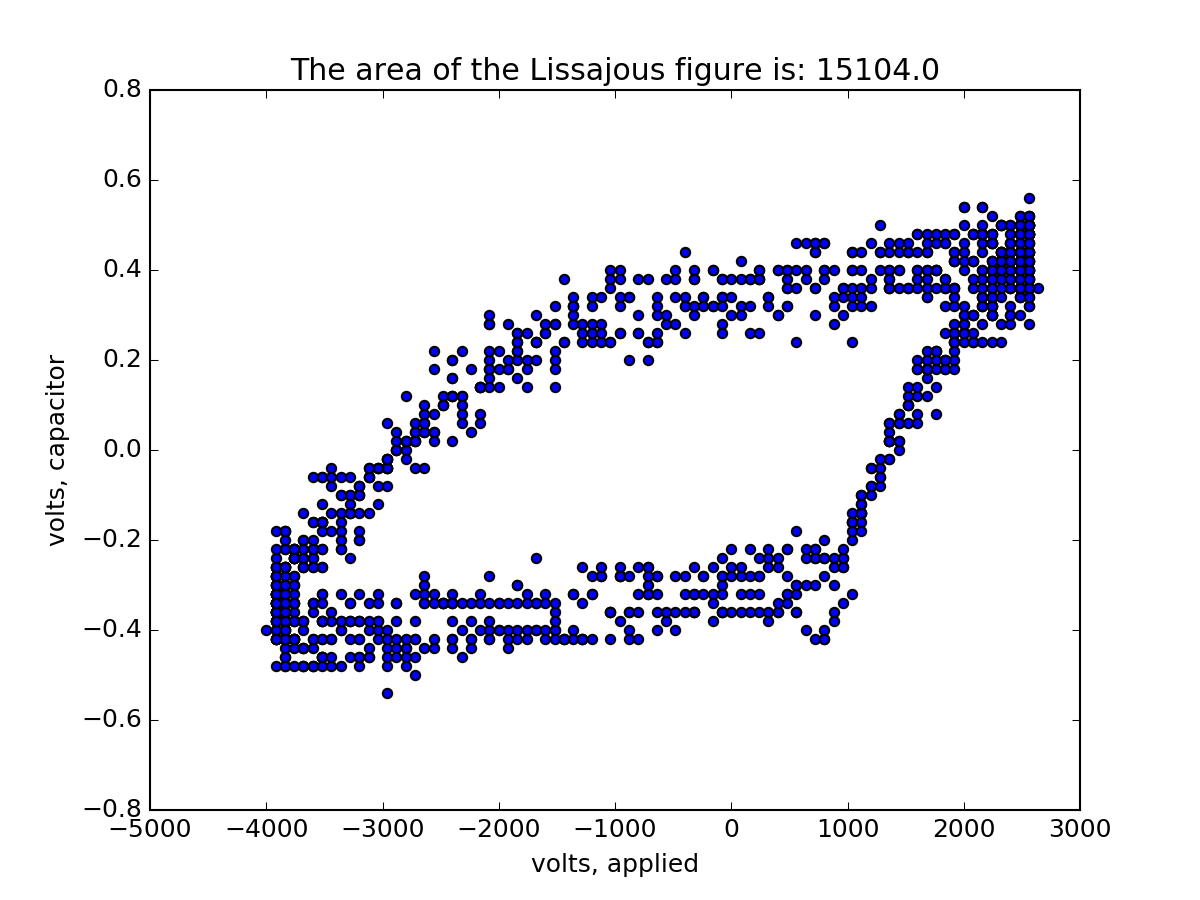 The area of the Lissajous figure is: 15104.0
0.8
0.6
0.4
0.2
0.0
−0.2
−0.4
−0.6
−0.8
volts, capacitor
−5000 −4000 −3000 −2000 −1000 0 1000 2000 3000
volts, applied